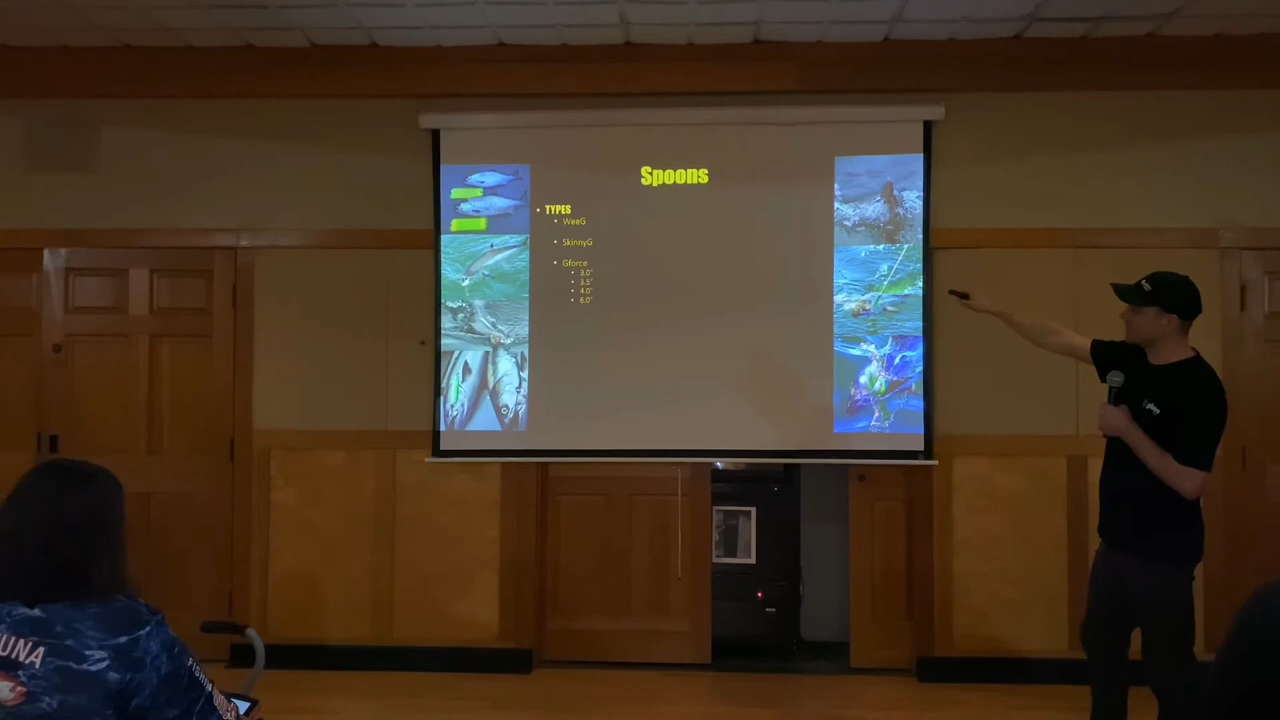 Spoons
• TYPES
• WeeG
• SkinnyG
• Gforce
• 3.0"
• 3.5"
• 4.0"
• 6.0"
UNA